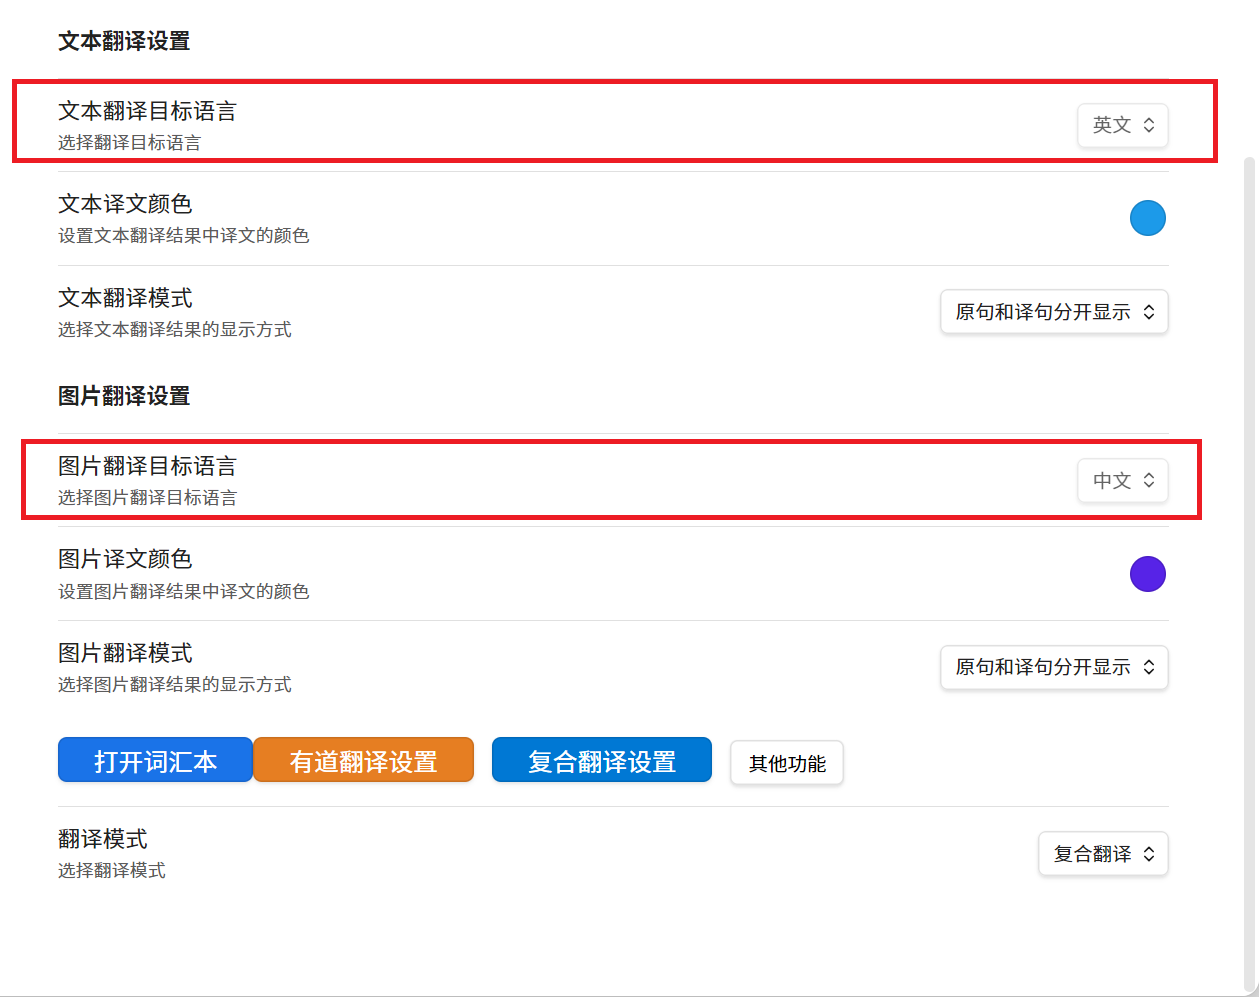 文本翻译设置
文本翻译目标语言
选择翻译目标语言
英文
文本译文颜色
设置文本翻译结果中译文的颜色
文本翻译模式
选择文本翻译结果的显示方式
原句和译句分开显示
图片翻译设置
图片翻译目标语言
选择图片翻译目标语言
中文
图片译文颜色
设置图片翻译结果中译文的颜色
图片翻译模式
选择图片翻译结果的显示方式
原句和译句分开显示
打开词汇本 有道翻译设置 复合翻译设置 其他功能
翻译模式
选择翻译模式
复合翻译